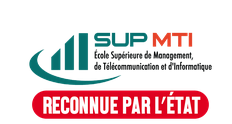 SUP MTI
École Supérieure de Management,
de Télécommunication et d'Informatique
RECONNUE PAR L'ÉTAT